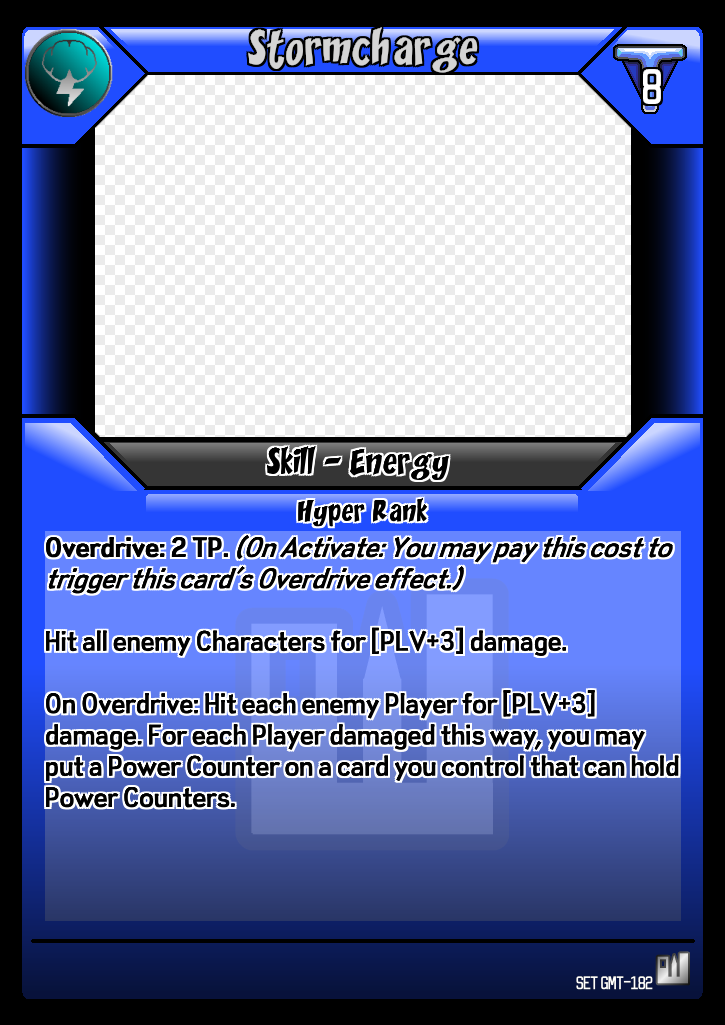 Stormcharge
8
Skill - Energy
Hyper Rank
Overdrive: 2 TP. (On Activate: You may pay this cost to
trigger this card's Overdrive effect.)
Hit all enemy Characters for [PLV+3] damage.
On Overdrive: Hit each enemy Player for [PLV+3]
damage. For each Player damaged this way, you may
put a Power Counter on a card you control that can hold
Power Counters.
SET GMT-182